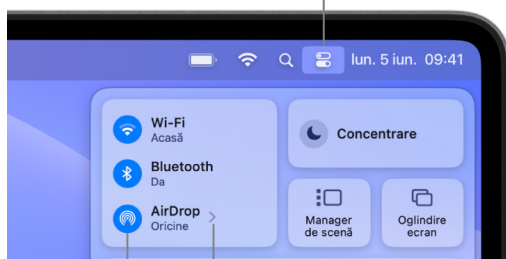 lun. 5 iun. 09:41
Wi-Fi
Acasă
Bluetooth
Da
AirDrop
Oricine
Concentrare
Manager
de scenă
Oglindire
ecran